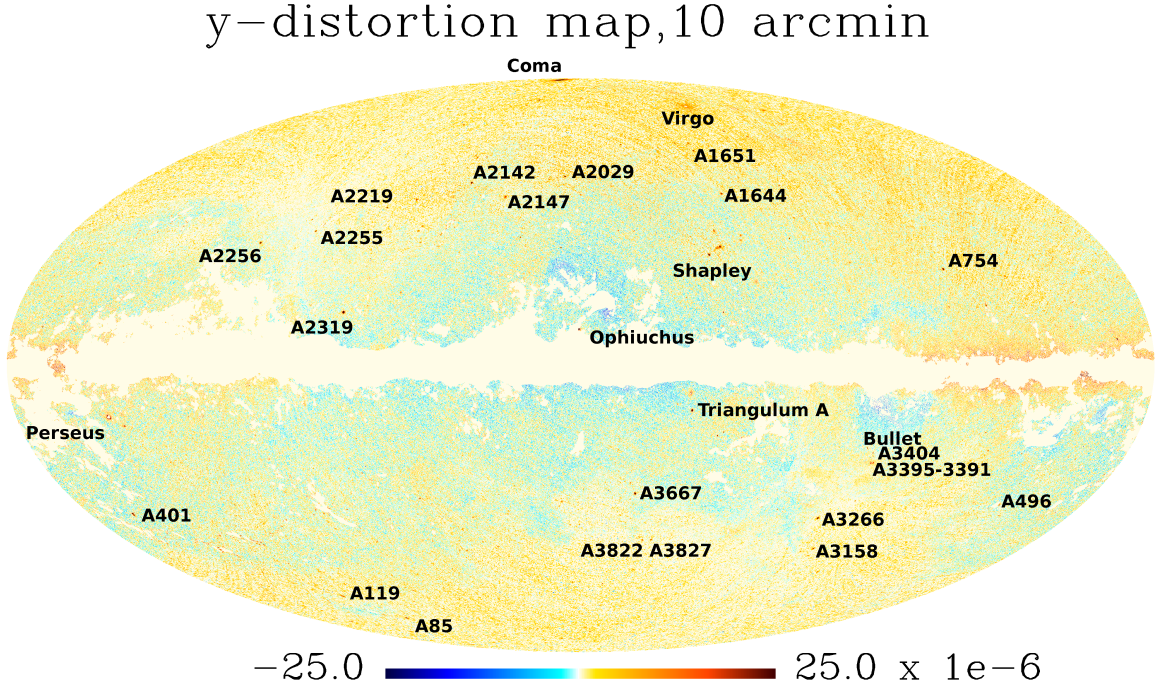 y-distortion map,10 arcmin
Coma
Virgo
A1651
A2142 A2029
A2219 A2147 A1644
A2255
A2256
Shapley A754
A2319
Ophiuchus
Triangulum A
Perseus
Bullet
A3404
A3395-3391
A3667
A496
A401
A3266
A3822 A3827 A3158
A119
A85
-25.0 25.0 x 1e-6